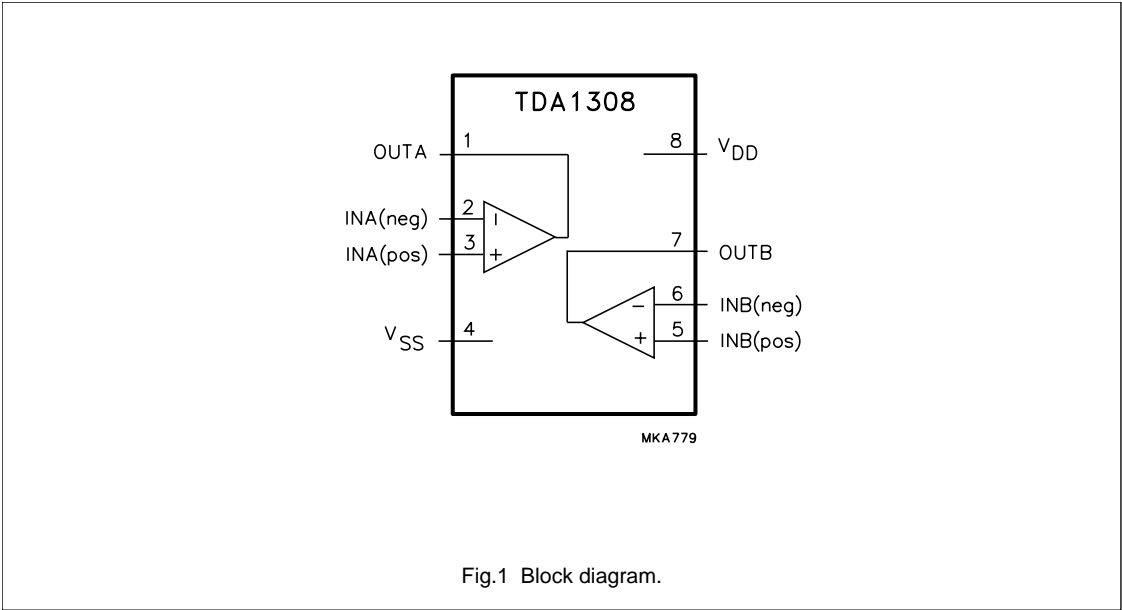 TDA1308
OUTA 1
8 VDD
INA(neg) 2 −
INA(pos) 3 +
7 OUTB
− 6 INB(neg)
VSS 4
+ 5 INB(pos)
MKA779
Fig.1 Block diagram.